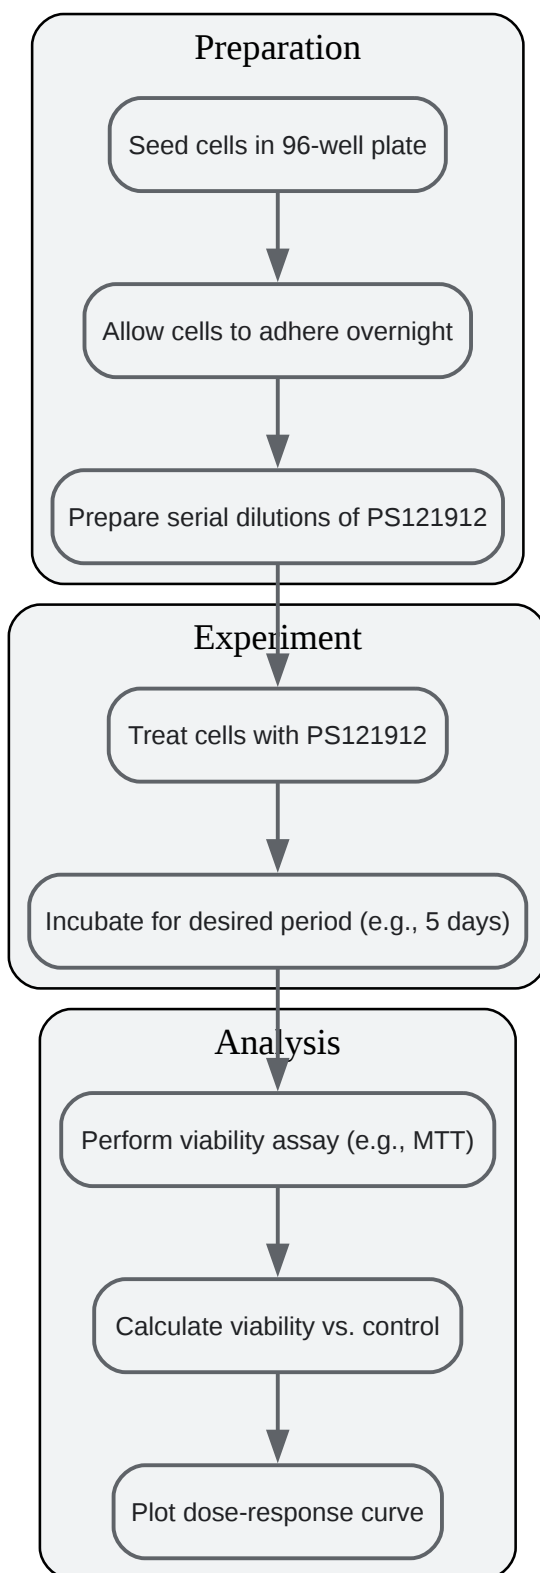 Preparation
Seed cells in 96-well plate
Allow cells to adhere overnight
Prepare serial dilutions of PS121912
Experiment
Treat cells with PS121912
Incubate for desired period (e.g., 5 days)
Analysis
Perform viability assay (e.g., MTT)
Calculate viability vs. control
Plot dose-response curve